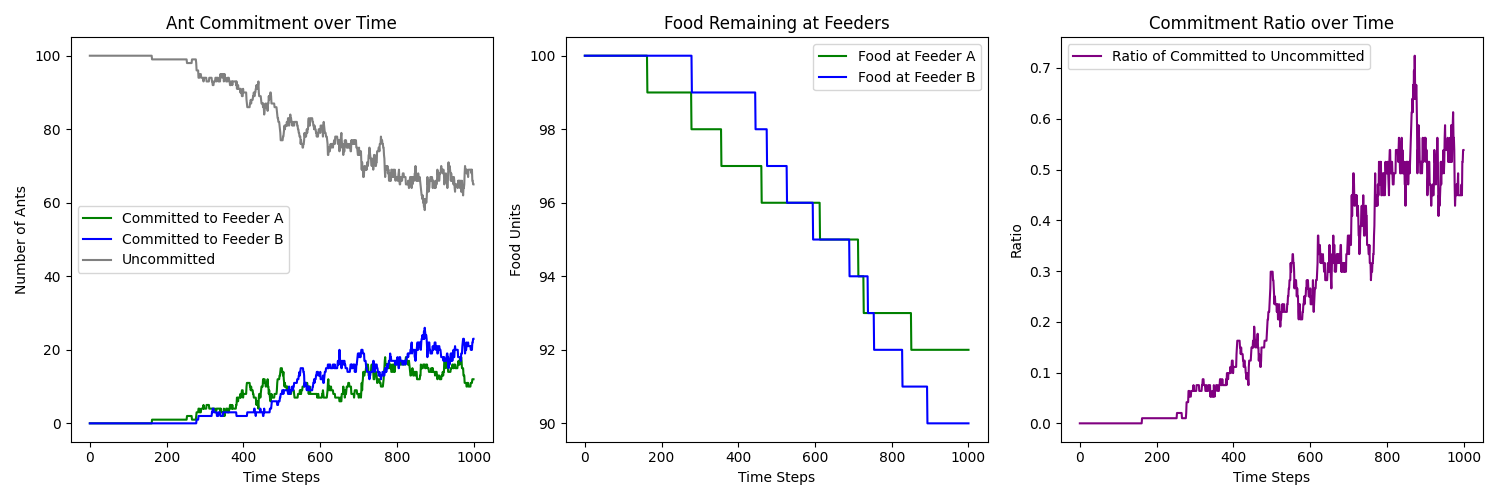 Ant Commitment over Time
Number of Ants
100
80
60
40
20
0
Committed to Feeder A
Committed to Feeder B
Uncommitted
0 200 400 600 800 1000
Time Steps
Food Remaining at Feeders
Food Units
100
98
96
94
92
90
Food at Feeder A
Food at Feeder B
0 200 400 600 800 1000
Time Steps
Commitment Ratio over Time
Ratio
0.7
0.6
0.5
0.4
0.3
0.2
0.1
0.0
Ratio of Committed to Uncommitted
0 200 400 600 800 1000
Time Steps